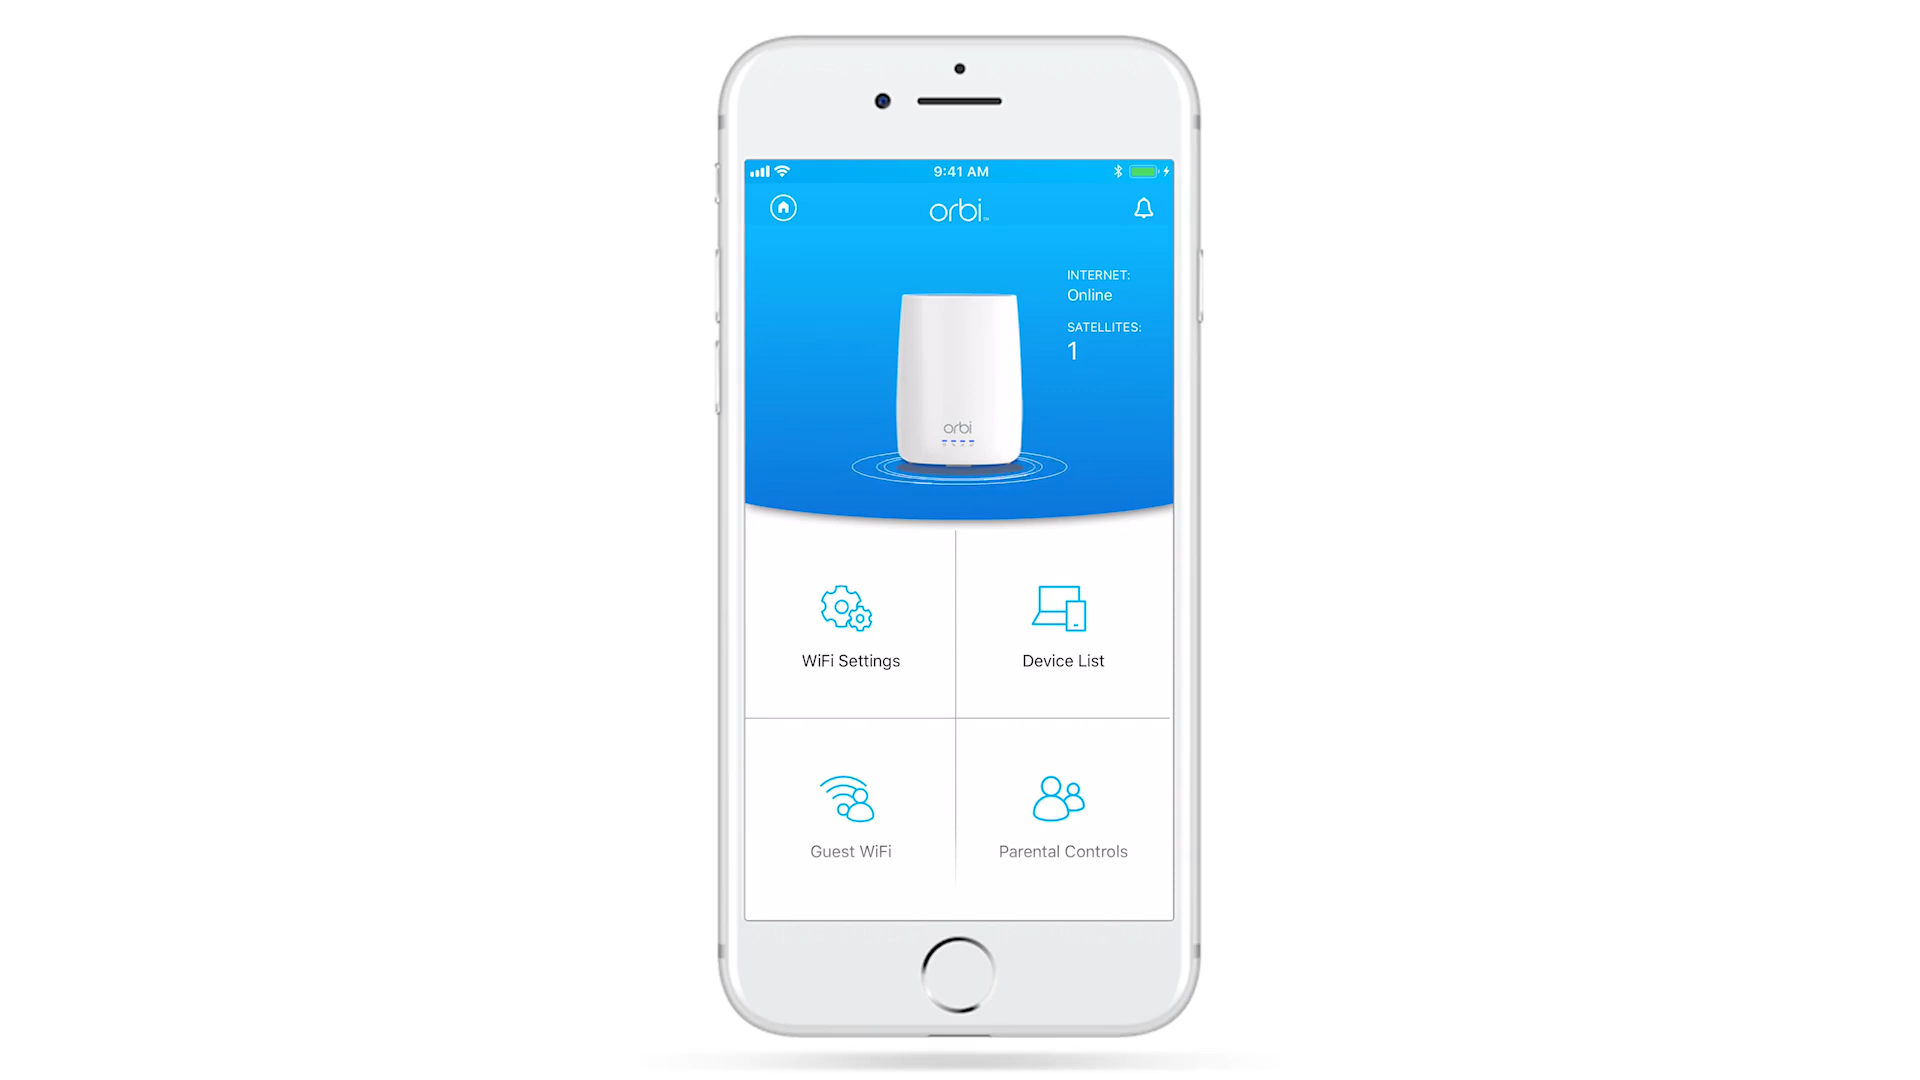 9:41 AM
orbi
INTERNET:
Online
SATELLITES:
1
orbi
WiFi Settings
Device List
Guest WiFi
Parental Controls